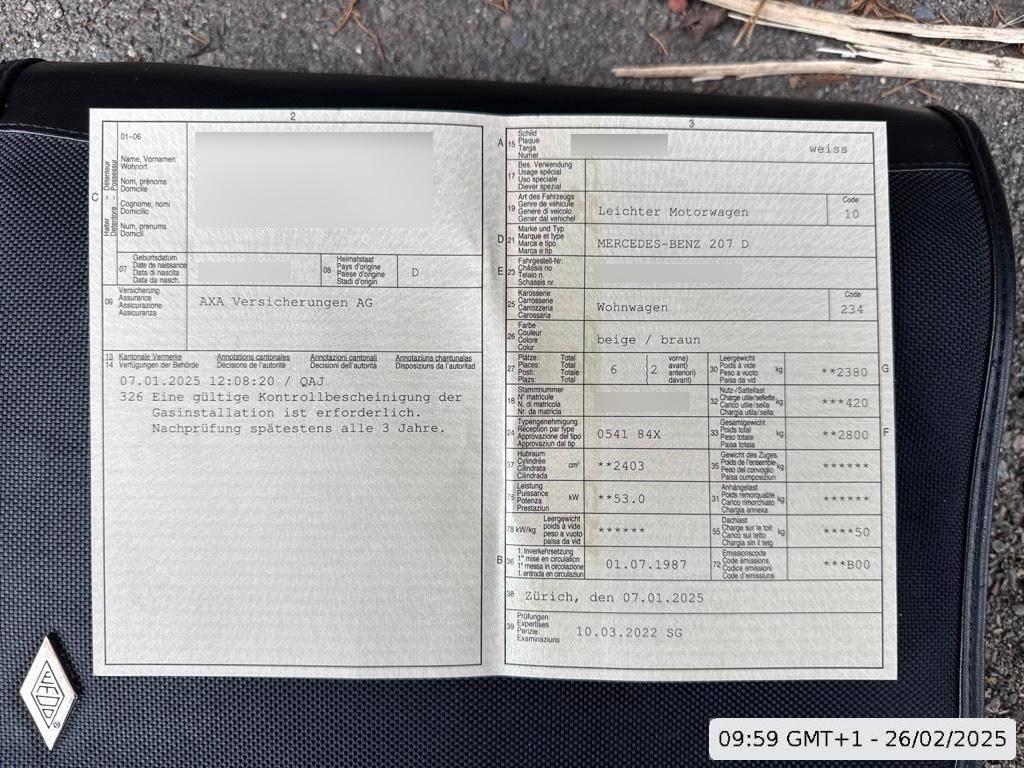 2
01-06
Name, Vornamen
Wohnort
Nom, prénoms
Domicile
Cognome, nomi
Domicilio
Num, prenums
Domicil
C
Halter Détenteur
Detentore Possessur
07
Geburtsdatum
Date de naissance
Data di nascita
Data da nasch.
08
Heimatstaat
Pays d'origine
Paese d'origine
Stadi d'origin
D
09
Versicherung
Assurance
Assicurazione
Assicuranza
AXA Versicherungen AG
13 Kantonale Vermerke Annotations cantonales Annotazioni cantonali Annotaziuns chantunalas
14 Verfügungen der Behörde Décisions de l'autorité Decisioni dell'autorità Disposiziuns da l'autoritad
07.01.2025 12:08:20 / QAJ
326 Eine gültige Kontrollbescheinigung der
Gasinstallation ist erforderlich.
Nachprüfung spätestens alle 3 Jahre.
3
A 15
Schild
Plaque
Targa
Numer
weiss
17
Bes. Verwendung
Usage spécial
Uso speciale
Diever spezial
19
Art des Fahrzeugs
Genre de véhicule
Genere di veicolo
Gener dal vehichel
Leichter Motorwagen
Code
10
D 21
Marke und Typ
Marque et type
Marca e tipo
Marca e tip
MERCEDES-BENZ 207 D
E 23
Fahrgestell-Nr.
Châssis no
Telaio n.
Schassis nr.
25
Karosserie
Carrosserie
Carrozzeria
Carossaria
Wohnwagen
Code
234
26
Farbe
Couleur
Colore
Colur
beige / braun
27
Plätze: Total
Places: Total
Posti: Totale
Plazs: Total
6
2
vorne)
avant)
anteriori)
davant)
30
Leergewicht
Poids à vide
Peso a vuoto
Paisa da vid
kg
**2380
G
18
Stammnummer
N° matricule
N. di matricola
Nr. da matricla
32
Nutz-/Sattellast
Charge utile/sellette
Carico utile/sella
Chargia utila/sella
kg
***420
24
Typengenehmigung
Réception par type
Approvazione del tipo
Approvaziun dal tip
0541 84X
33
Gesamtgewicht
Poids total
Peso totale
Paisa totala
kg
**2800
F
37
Hubraum
Cylindrée
Cilindrata
Cilindrada
cm³
**2403
35
Gewicht des Zuges
Poids de l'ensemble
Peso del convoglio
Paisa cumposiziun
kg
******
76
Leistung
Puissance
Potenza
Prestaziun
kW
**53.0
31
Anhängelast
Poids remorquable
Carico rimorchiato
Chargia annexa
kg
******
78 kW/kg
Leergewicht
poids à vide
peso a vuoto
paisa da vid
******
55
Dachlast
Charge sur le toit
Carico sul tetto
Chargia sin il tetg
kg
****50
B 36
1. Inverkehrsetzung
1re mise en circulation
1a messa in circolazione
1. entrada en circulaziun
01.07.1987
72
Emissionscode
Code émissions
Codice emissioni
Code d'emissiuns
***B00
38 Zürich, den 07.01.2025
39
Prüfungen
Expertises
Perizie
Examinaziuns
10.03.2022 SG
09:59 GMT+1 - 26/02/2025